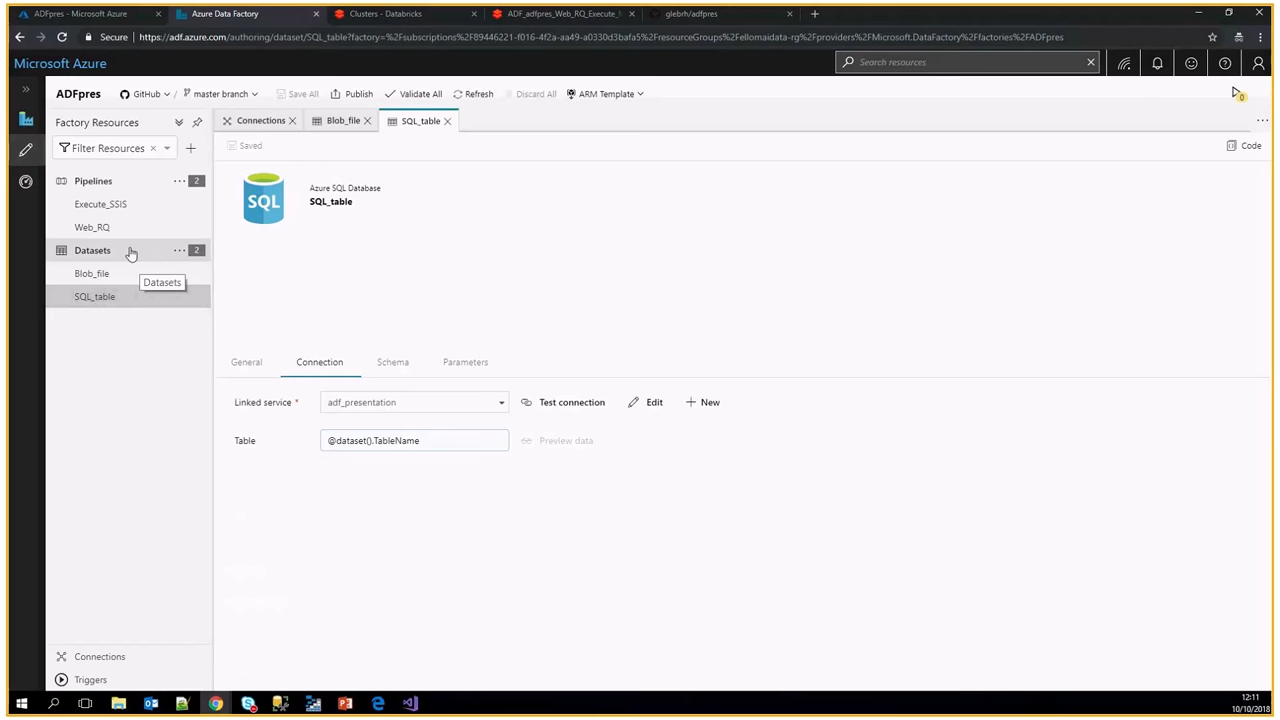 ADFpres - Microsoft Azure
Azure Data Factory
Clusters - Databricks
ADF_adfpres_Web_RQ_Execute_
glebrh/adfpres
Secure
https://adf.azure.com/authoring/dataset/SQL_table?factory=%2Fsubscriptions%2F89446221-f016-4f2a-aa49-a0330d3bafa5%2FresourceGroups%2Fellomaidata-rg%2Fproviders%2FMicrosoft.DataFactory%2Ffactories%2FADFpres
Microsoft Azure
Search resources
ADFpres
GitHub
/
master branch
Save All
Publish
Validate All
Refresh
Discard All
ARM Template
0
Factory Resources
Connections
Blob_file
SQL_table
Filter Resources
Saved
Code
Pipelines
2
Execute_SSIS
Web_RQ
Datasets
2
Datasets
Blob_file
SQL_table
SQL
Azure SQL Database
SQL_table
General
Connection
Schema
Parameters
Linked service *
adf_presentation
Test connection
Edit
New
Table
@dataset().TableName
Preview data
Connections
Triggers
12:11
10/10/2018